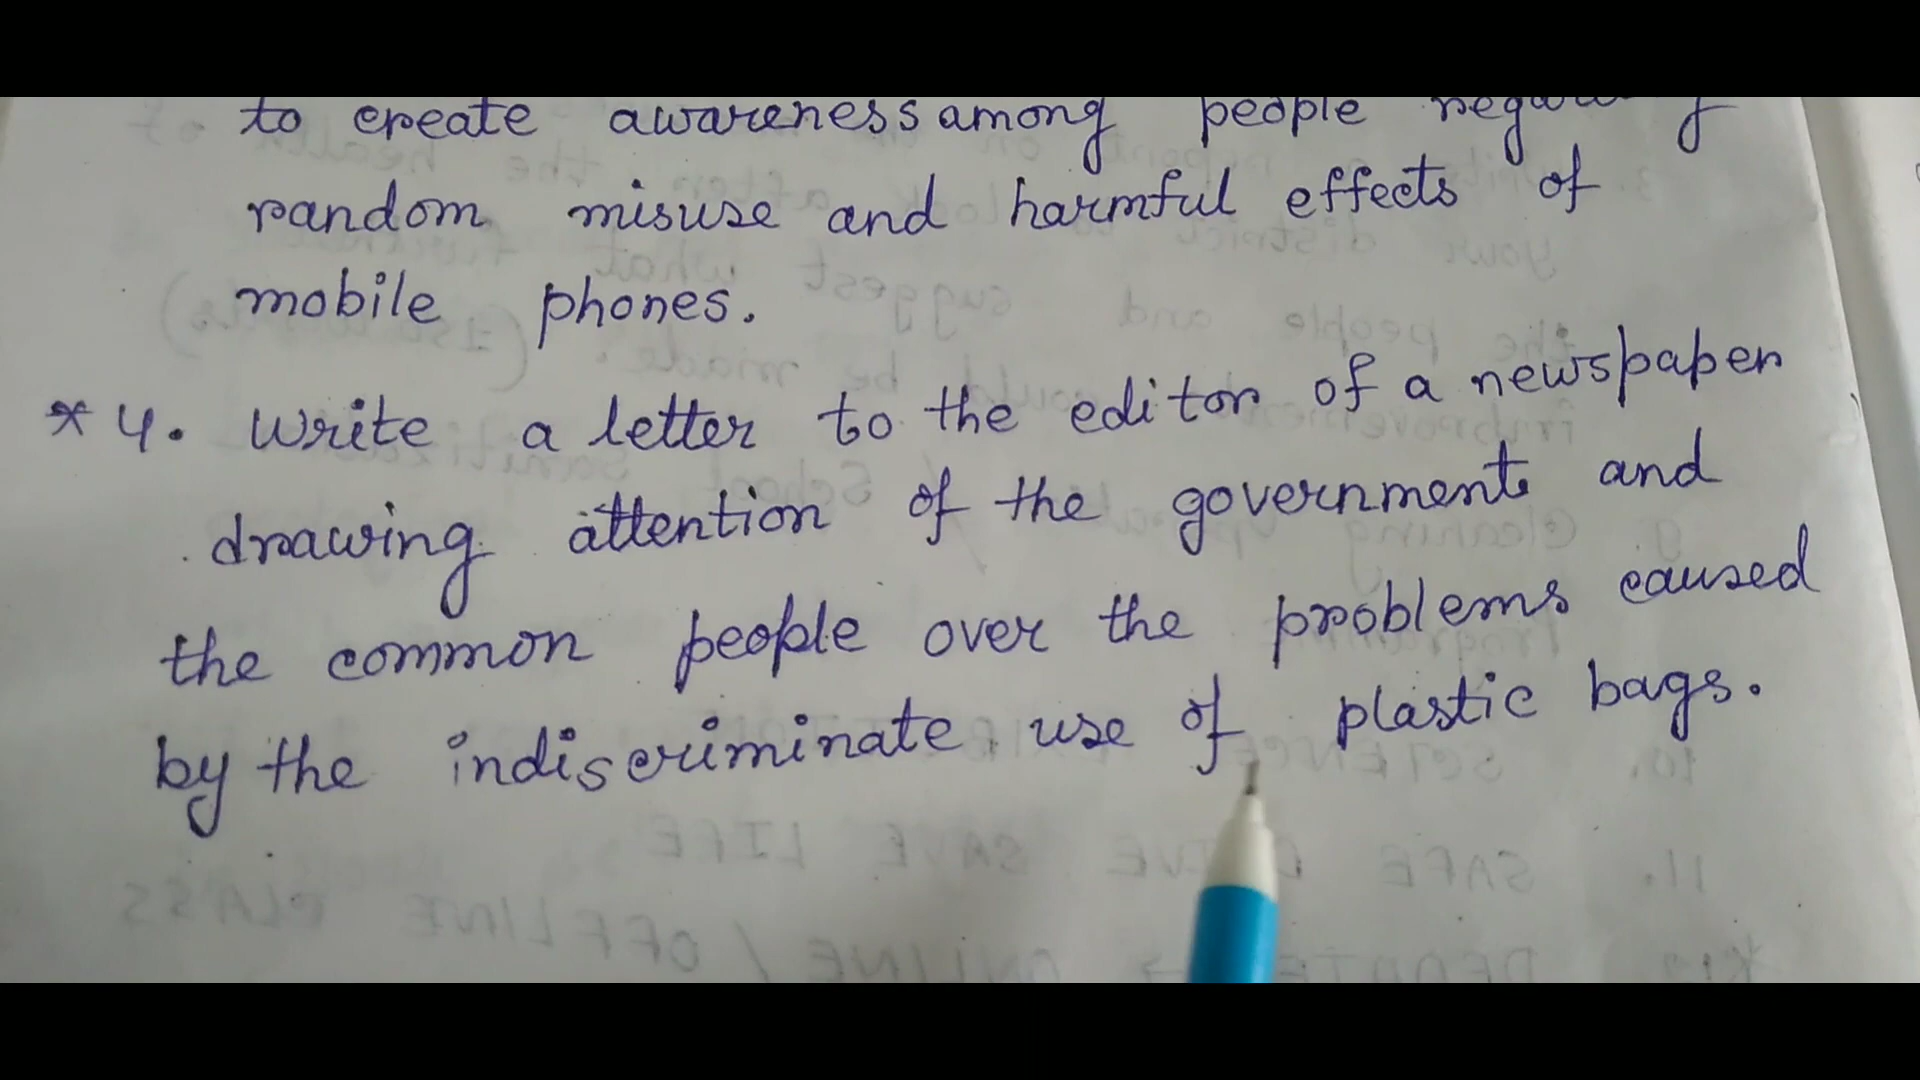 to create awareness among people
random misuse and harmful effects of
mobile phones.
* 4. Write a letter to the editor of a newspaper
drawing attention of the government and
the common people over the problems caused
by the indiscriminate use of plastic bags.